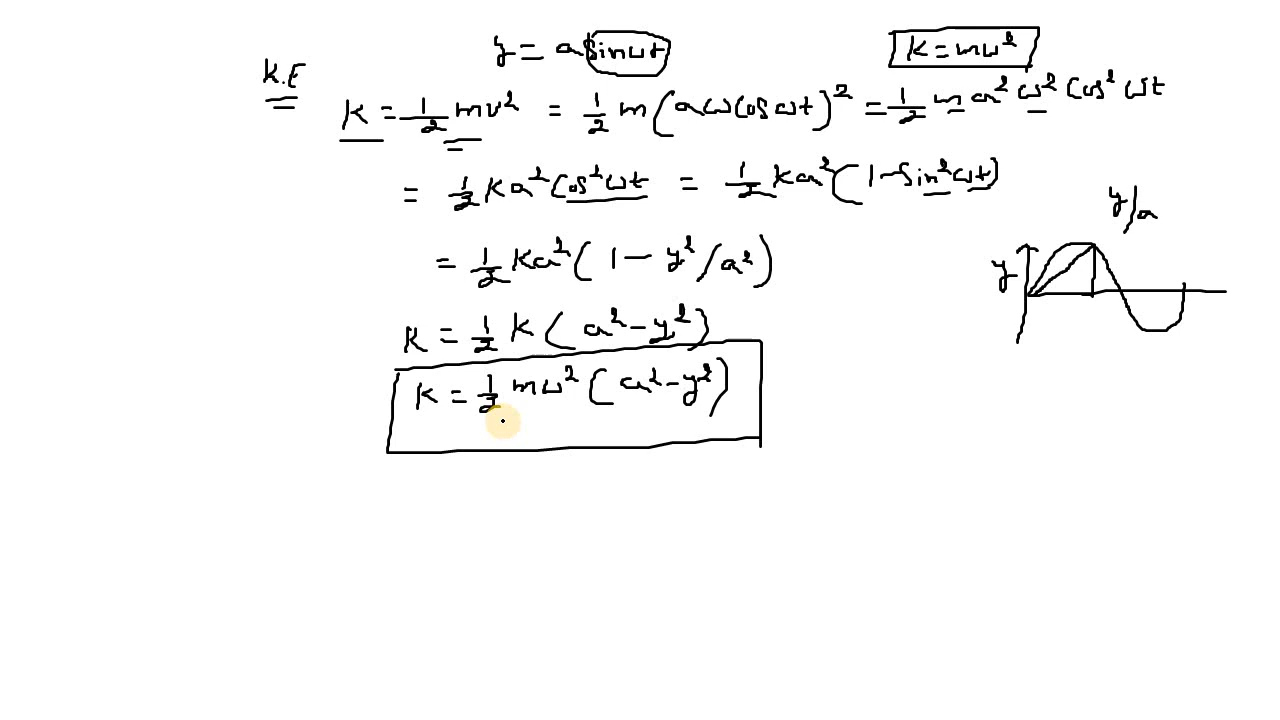 y = a sinωt
K = mω²
K.E
K = 1/2 mv² = 1/2 m(aω cos ωt)² = 1/2 m a² ω² cos² ωt
= 1/2 Ka² cos² ωt = 1/2 Ka² (1 - sin² ωt)
y/a
= 1/2 Ka² (1 - y²/a²)
y
K = 1/2 K (a² - y²)
K = 1/2 mω² (a² - y²)